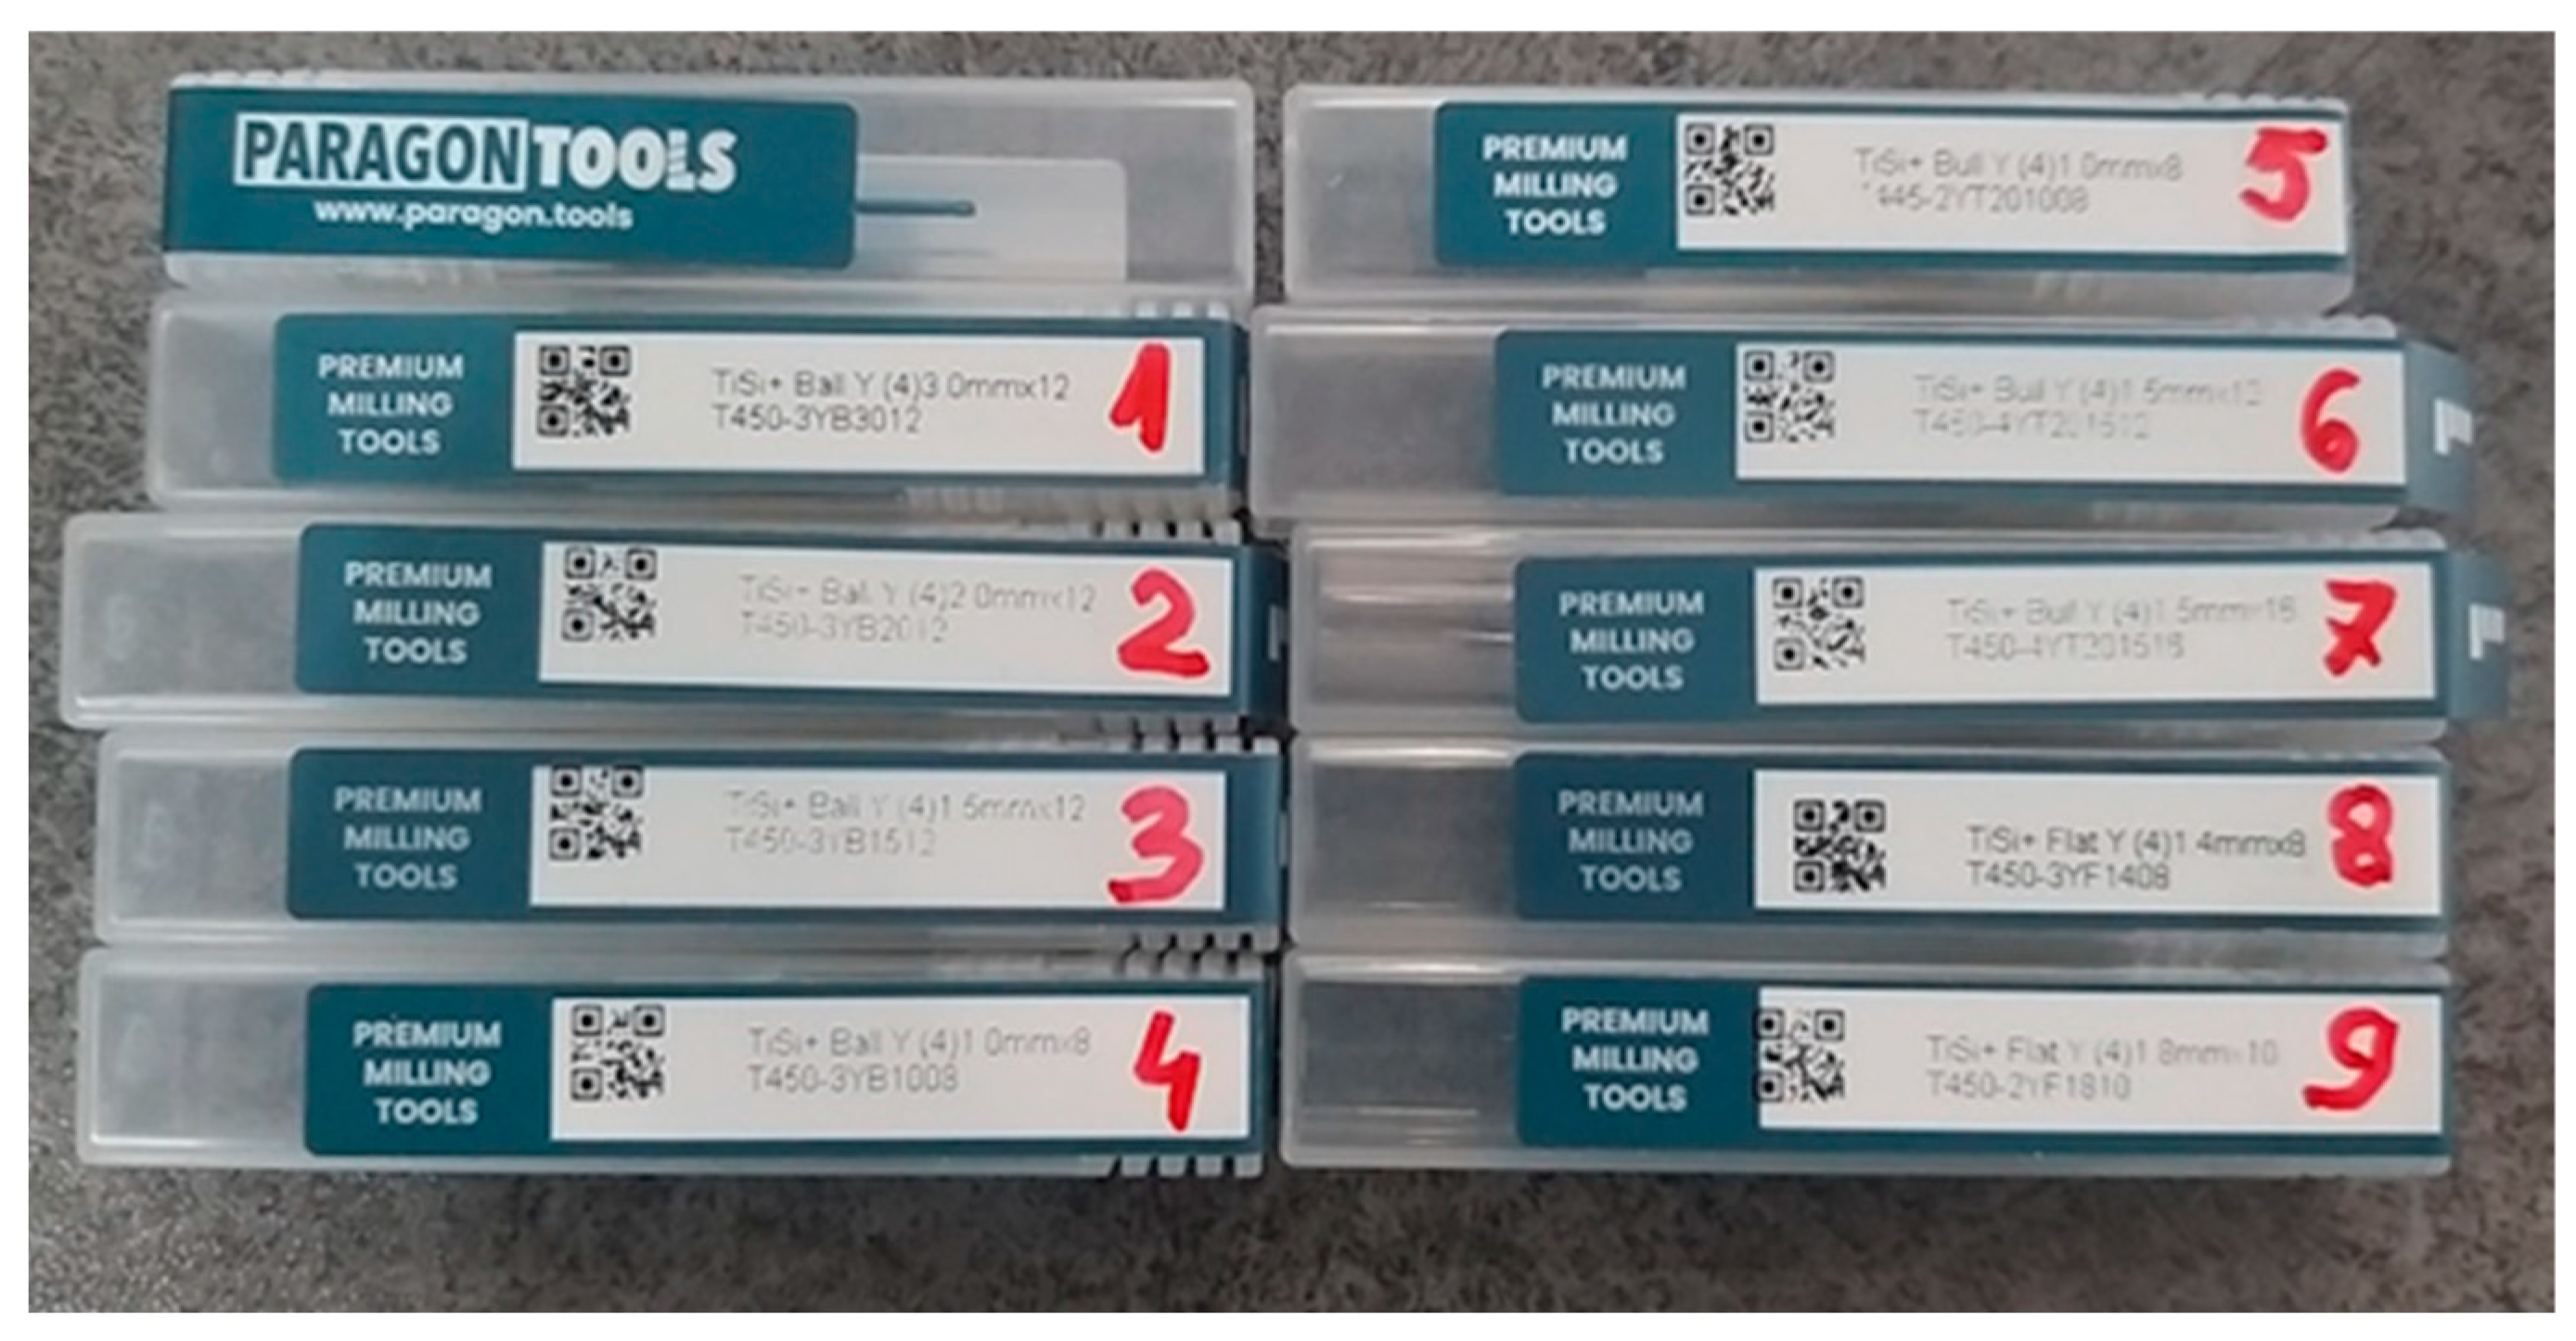 PARAGON TOOLS
www.paragon.tools
PREMIUM
MILLING
TOOLS
TiSi+ Ball Y (4)3 0mmx12
T450-3YB3012
1
PREMIUM
MILLING
TOOLS
TiSi+ Ball Y (4)2 0mmx12
T450-3YB2012
2
PREMIUM
MILLING
TOOLS
TiSi+ Ball Y (4)1 5mmx12
T450-3YB1512
3
PREMIUM
MILLING
TOOLS
TiSi+ Ball Y (4)1 0mmx8
T450-3YB1008
4
PREMIUM
MILLING
TOOLS
TiSi+ Bull Y (4)1 0mmx8
5
PREMIUM
MILLING
TOOLS
TiSi+ Bull Y (4)1 5mmx12
T450-4YT201512
6
PREMIUM
MILLING
TOOLS
TiSi+ Bull Y (4)1 5mmx16
T450-4YT201516
7
PREMIUM
MILLING
TOOLS
TiSi+ Flat Y (4)1 4mmx8
T450-3YF1408
8
PREMIUM
MILLING
TOOLS
TiSi+ Flat Y (4)1 8mmx10
T450-2YF1810
9